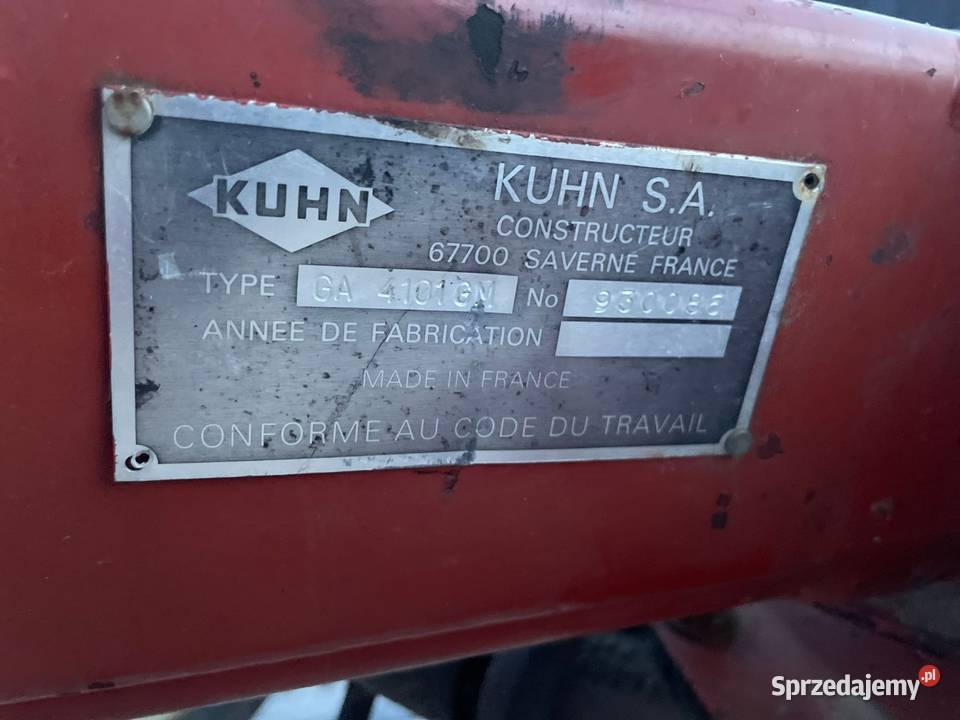 KUHN
KUHN S.A.
CONSTRUCTEUR
67700 SAVERNE FRANCE
TYPE GA 4101GM No 930086
ANNEE DE FABRICATION
MADE IN FRANCE
CONFORME AU CODE DU TRAVAIL
Sprzedajemy.pl